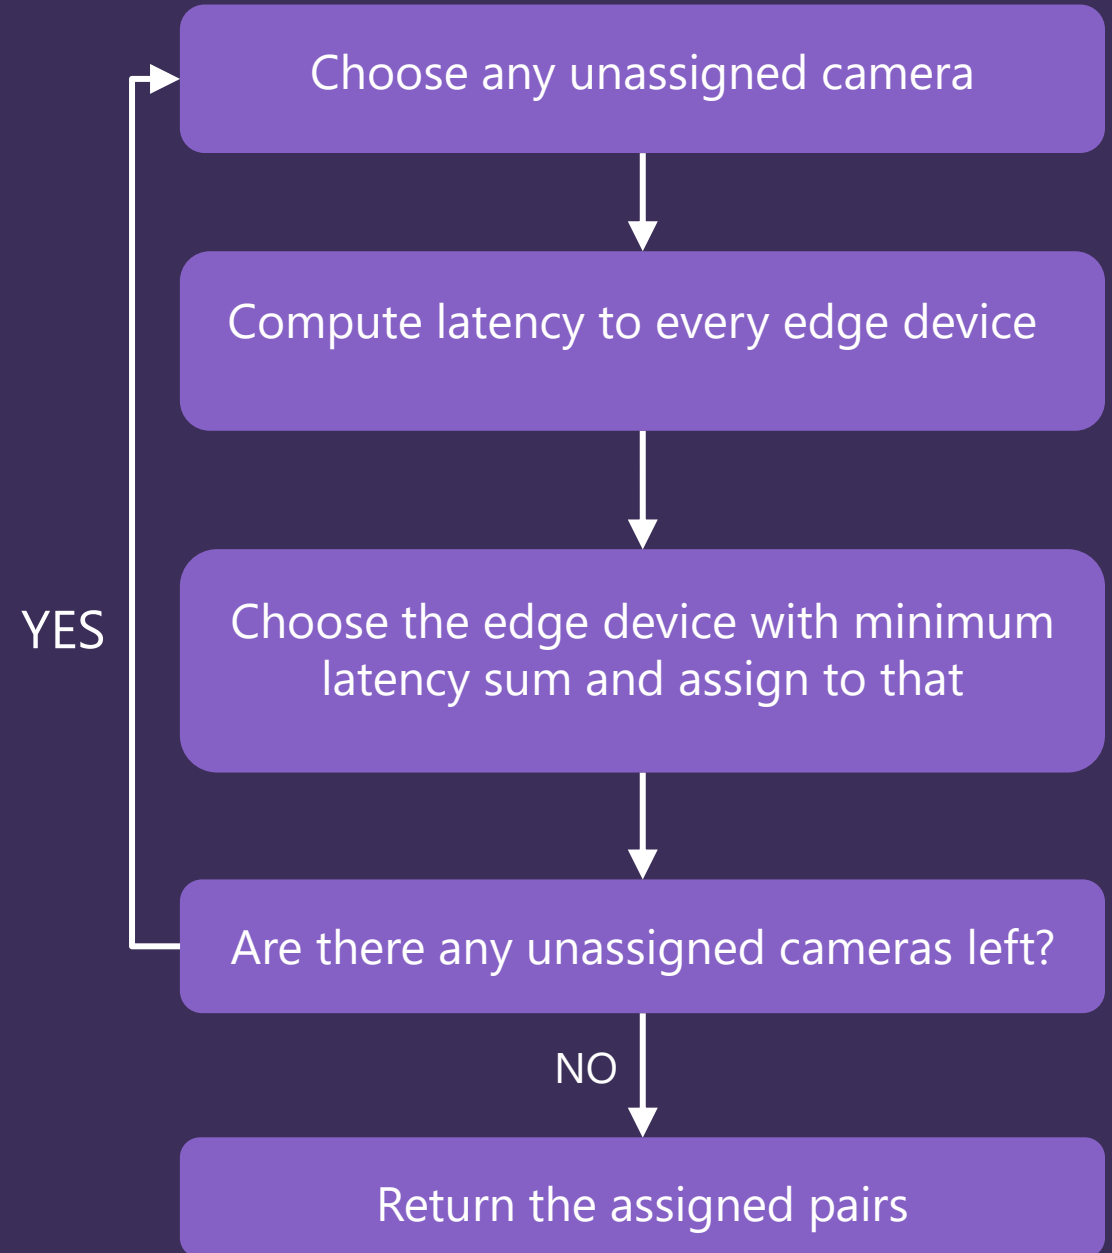 Choose any unassigned camera
Compute latency to every edge device
YES
Choose the edge device with minimum
latency sum and assign to that
Are there any unassigned cameras left?
NO
Return the assigned pairs